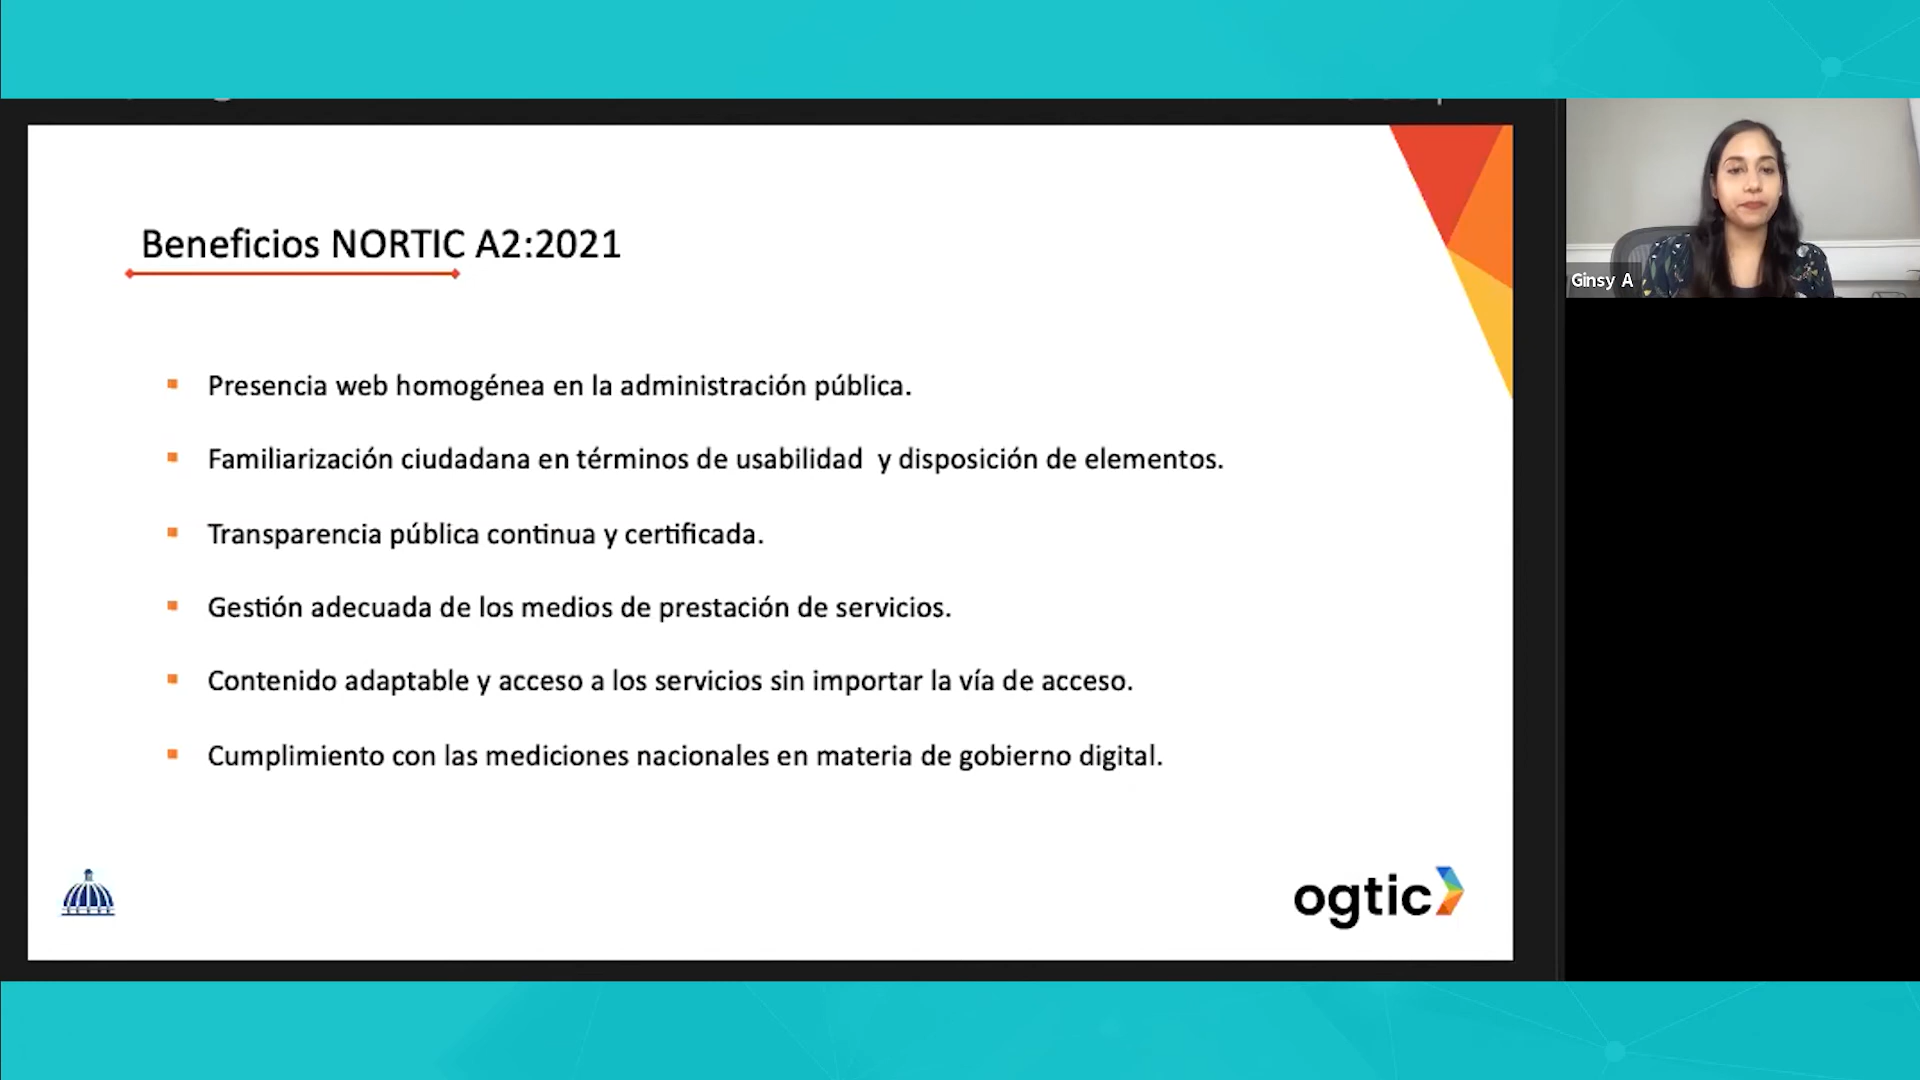 Beneficios NORTIC A2:2021
Presencia web homogénea en la administración pública.
Familiarización ciudadana en términos de usabilidad  y disposición de elementos.
Transparencia pública continua y certificada.
Gestión adecuada de los medios de prestación de servicios.
Contenido adaptable y acceso a los servicios sin importar la vía de acceso.
Cumplimiento con las mediciones nacionales en materia de gobierno digital.
ogtic
Ginsy A